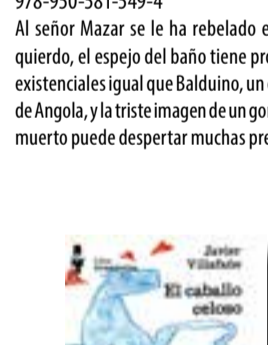 978-950-581-549-4
Al señor Mazar se le ha rebelado e
quierdo, el espejo del baño tiene pro
existenciales igual que Balduino, un
de Angola, y la triste imagen de un go
muerto puede despertar muchas pre
Javier
Villafañe
El caballo
celoso